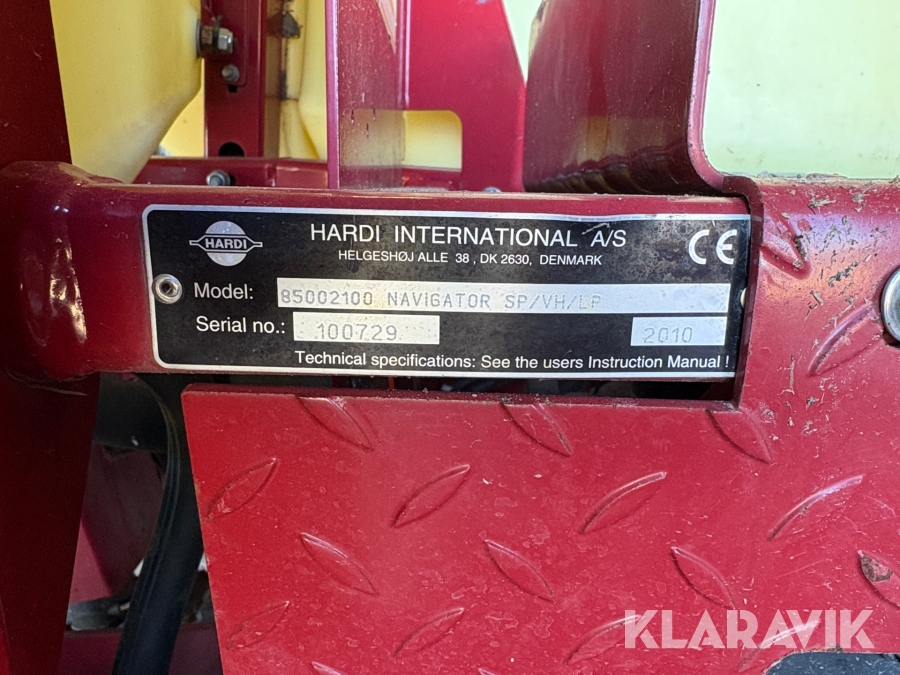 HARDI
HARDI INTERNATIONAL A/S
HELGESHØJ ALLE 38, DK 2630, DENMARK
CE
Model: 85002100 NAVIGATOR SP/VH/LP
Serial no.: 100729 2010
Technical specifications: See the users Instruction Manual !
KLARAVIK